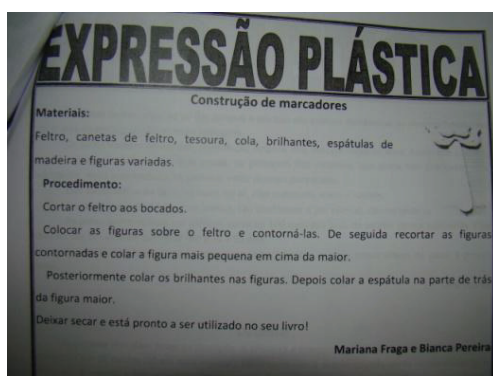 EXPRESSÃO PLÁSTICA
Construção de marcadores
Materiais:
Feltro, canetas de feltro, tesoura, cola, brilhantes, espátulas de
madeira e figuras variadas.
Procedimento:
Cortar o feltro aos bocados.
Colocar as figuras sobre o feltro e contorná-las. De seguida recortar as figuras
contornadas e colar a figura mais pequena em cima da maior.
Posteriormente colar os brilhantes nas figuras. Depois colar a espátula na parte de trás
da figura maior.
Deixar secar e está pronto a ser utilizado no seu livro!
Mariana Fraga e Bianca Pereira